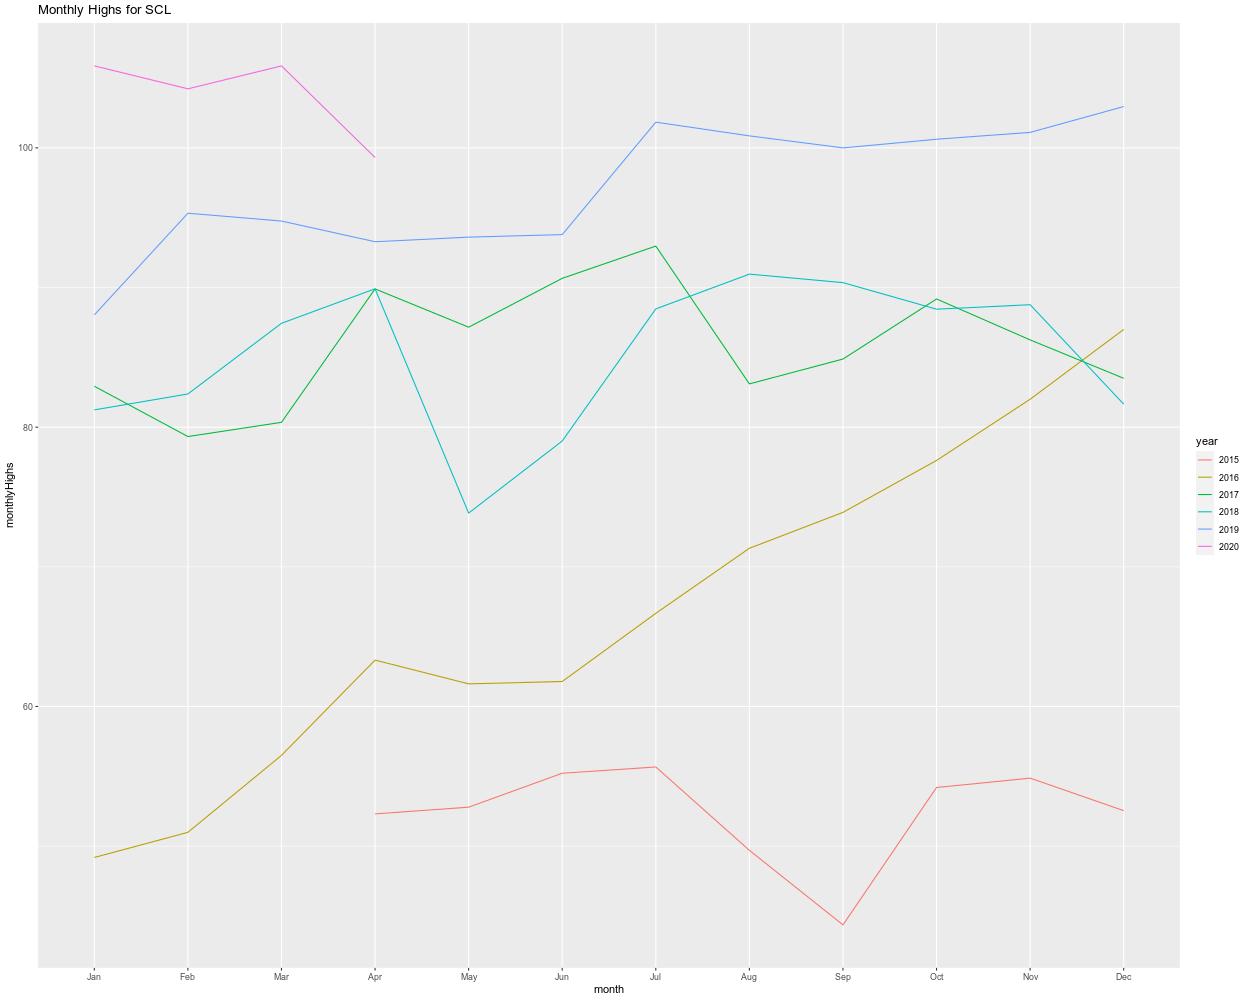 Monthly Highs for SCL
monthlyHighs
100
80
60
Jan Feb Mar Apr May Jun Jul Aug Sep Oct Nov Dec
month
year
2015
2016
2017
2018
2019
2020